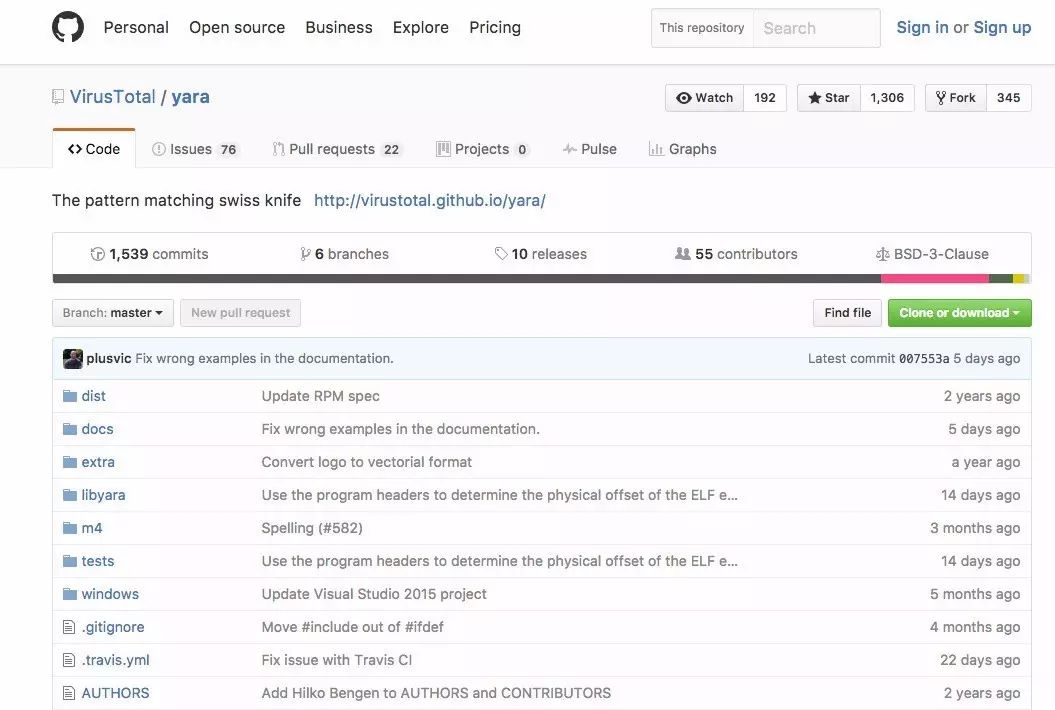 Personal Open source Business Explore Pricing This repository Search Sign in or Sign up
VirusTotal / yara Watch 192 Star 1,306 Fork 345
<> Code Issues 76 Pull requests 22 Projects 0 Pulse Graphs
The pattern matching swiss knife http://virustotal.github.io/yara/
1,539 commits 6 branches 10 releases 55 contributors BSD-3-Clause
Branch: master New pull request Find file Clone or download
plusvic Fix wrong examples in the documentation. Latest commit 007553a 5 days ago
dist Update RPM spec 2 years ago
docs Fix wrong examples in the documentation. 5 days ago
extra Convert logo to vectorial format a year ago
libyara Use the program headers to determine the physical offset of the ELF e... 14 days ago
m4 Spelling (#582) 3 months ago
tests Use the program headers to determine the physical offset of the ELF e... 14 days ago
windows Update Visual Studio 2015 project 5 months ago
.gitignore Move #include out of #ifdef 4 months ago
.travis.yml Fix issue with Travis CI 22 days ago
AUTHORS Add Hilko Bengen to AUTHORS and CONTRIBUTORS 2 years ago